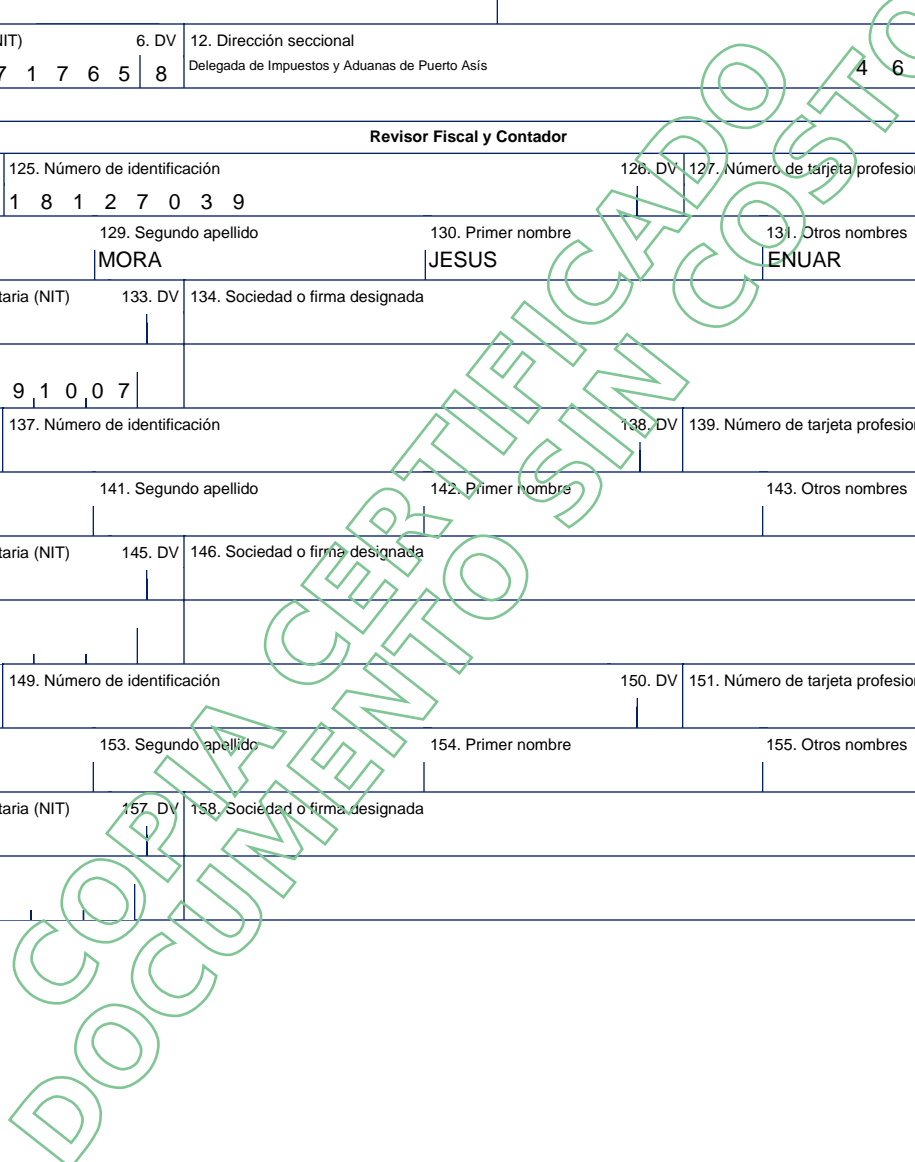 NIT) 6. DV 12. Dirección seccional
7 1 7 6 5 8 Delegada de Impuestos y Aduanas de Puerto Asís 4 6
Revisor Fiscal y Contador
125. Número de identificación 126. DV 127. Número de tarjeta profesion
1 8 1 2 7 0 3 9
129. Segundo apellido 130. Primer nombre 131. Otros nombres
MORA JESUS ENUAR
taria (NIT) 133. DV 134. Sociedad o firma designada
9 1 0 0 7
137. Número de identificación 138. DV 139. Número de tarjeta profesion
141. Segundo apellido 142. Primer nombre 143. Otros nombres
taria (NIT) 145. DV 146. Sociedad o firma designada
149. Número de identificación 150. DV 151. Número de tarjeta profesion
153. Segundo apellido 154. Primer nombre 155. Otros nombres
taria (NIT) 157. DV 158. Sociedad o firma designada
COPIA CERTIFICADO
DOCUMENTO SIN COSTO